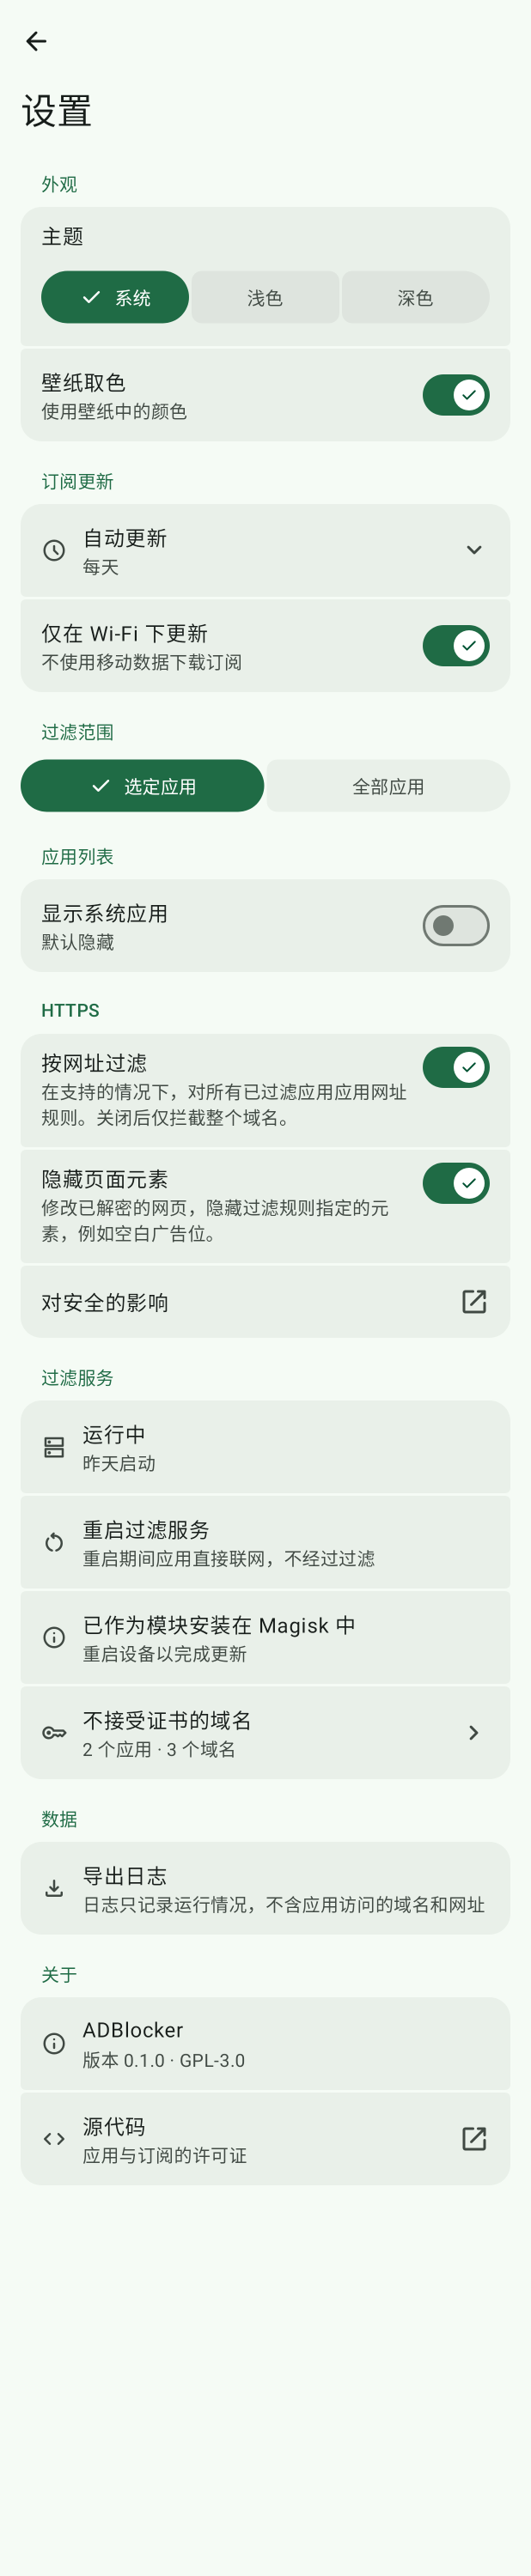 设置
外观
主题
系统
浅色
深色
壁纸取色
使用壁纸中的颜色
订阅更新
自动更新
每天
仅在 Wi-Fi 下更新
不使用移动数据下载订阅
过滤范围
选定应用
全部应用
应用列表
显示系统应用
默认隐藏
HTTPS
按网址过滤
在支持的情况下，对所有已过滤应用应用网址
规则。关闭后仅拦截整个域名。
隐藏页面元素
修改已解密的网页，隐藏过滤规则指定的元
素，例如空白广告位。
对安全的影响
过滤服务
运行中
昨天启动
重启过滤服务
重启期间应用直接联网，不经过过滤
已作为模块安装在 Magisk 中
重启设备以完成更新
不接受证书的域名
2 个应用 · 3 个域名
数据
导出日志
日志只记录运行情况，不含应用访问的域名和网址
关于
ADBlocker
版本 0.1.0 · GPL-3.0
源代码
应用与订阅的许可证